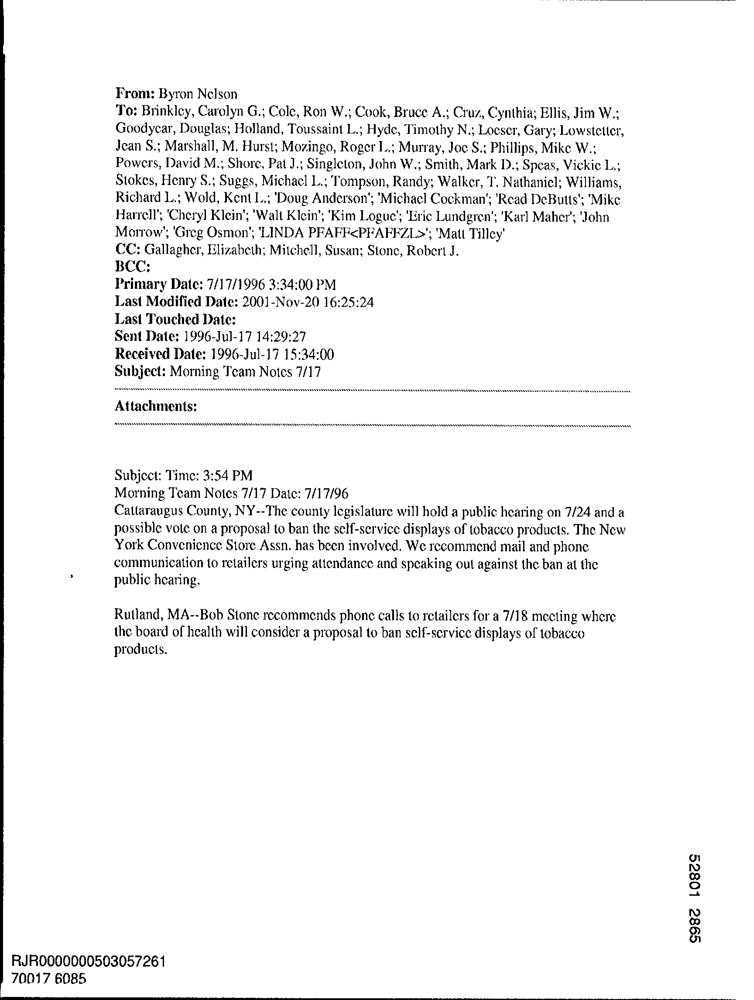 From: Byron Nelson
To: Brinkley, Carolyn G.; Cole, Ron W.; Cook, Bruce A.; Cruz, Cynthia; Ellis, Jim W.;
Goodyear, Douglas; Holland, Toussaint L.; Hyde, Timothy N.; Loeser, Gary; Lowstetter,
Jean S.; Marshall, M. Hurst; Mozingo, Roger L.; Murray, Joe S.; Phillips, Mike W.;
Powers, David M.; Shore, Pat J.; Singleton, John W.; Smith, Mark D.; Speas, Vickie L.;
Stokes, Henry S.; Suggs, Michael L.; Tompson, Randy; Walker, T. Nathaniel; Williams,
Richard L.; Wold, Kent L.; 'Doug Anderson'; 'Michael Cockman'; 'Read DeButts'; 'Mike
Harrell'; 'Cheryl Klein'; 'Walt Klein'; 'Kim Logue'; 'Eric Lundgren'; 'Karl Maher'; 'John
Morrow'; 'Greg Osmon'; 'LINDA PFAFF<PFAFFZL>'; 'Matt Tilley'
CC: Gallagher, Elizabeth; Mitchell, Susan; Stone, Robert J.
BCC:
Primary Date: 7/17/1996 3:34:00 PM
Last Modified Date: 2001-Nov-20 16:25:24
Last Touched Date:
Sent Date: 1996-Jul-17 14:29:27
Received Date: 1996-Jul-17 15:34:00
Subject: Morning Team Notes 7/17
Attachments:
Subject: Time: 3:54 PM
Morning Team Notes 7/17 Date: 7/17/96
Cattaraugus County, NY--The county legislature will hold a public hearing on 7/24 and a
possible vote on a proposal to ban the self-service displays of tobacco products. The New
York Convenience Store Assn. has been involved. We recommend mail and phone
communication to retailers urging attendance and speaking out against the ban at the
public hearing.
Rutland, MA--Bob Stone recommends phone calls to retailers for a 7/18 meeting where
the board of health will consider a proposal to ban self-service displays of tobacco
products.
52801 2865
RJR0000000503057261
70017 6085